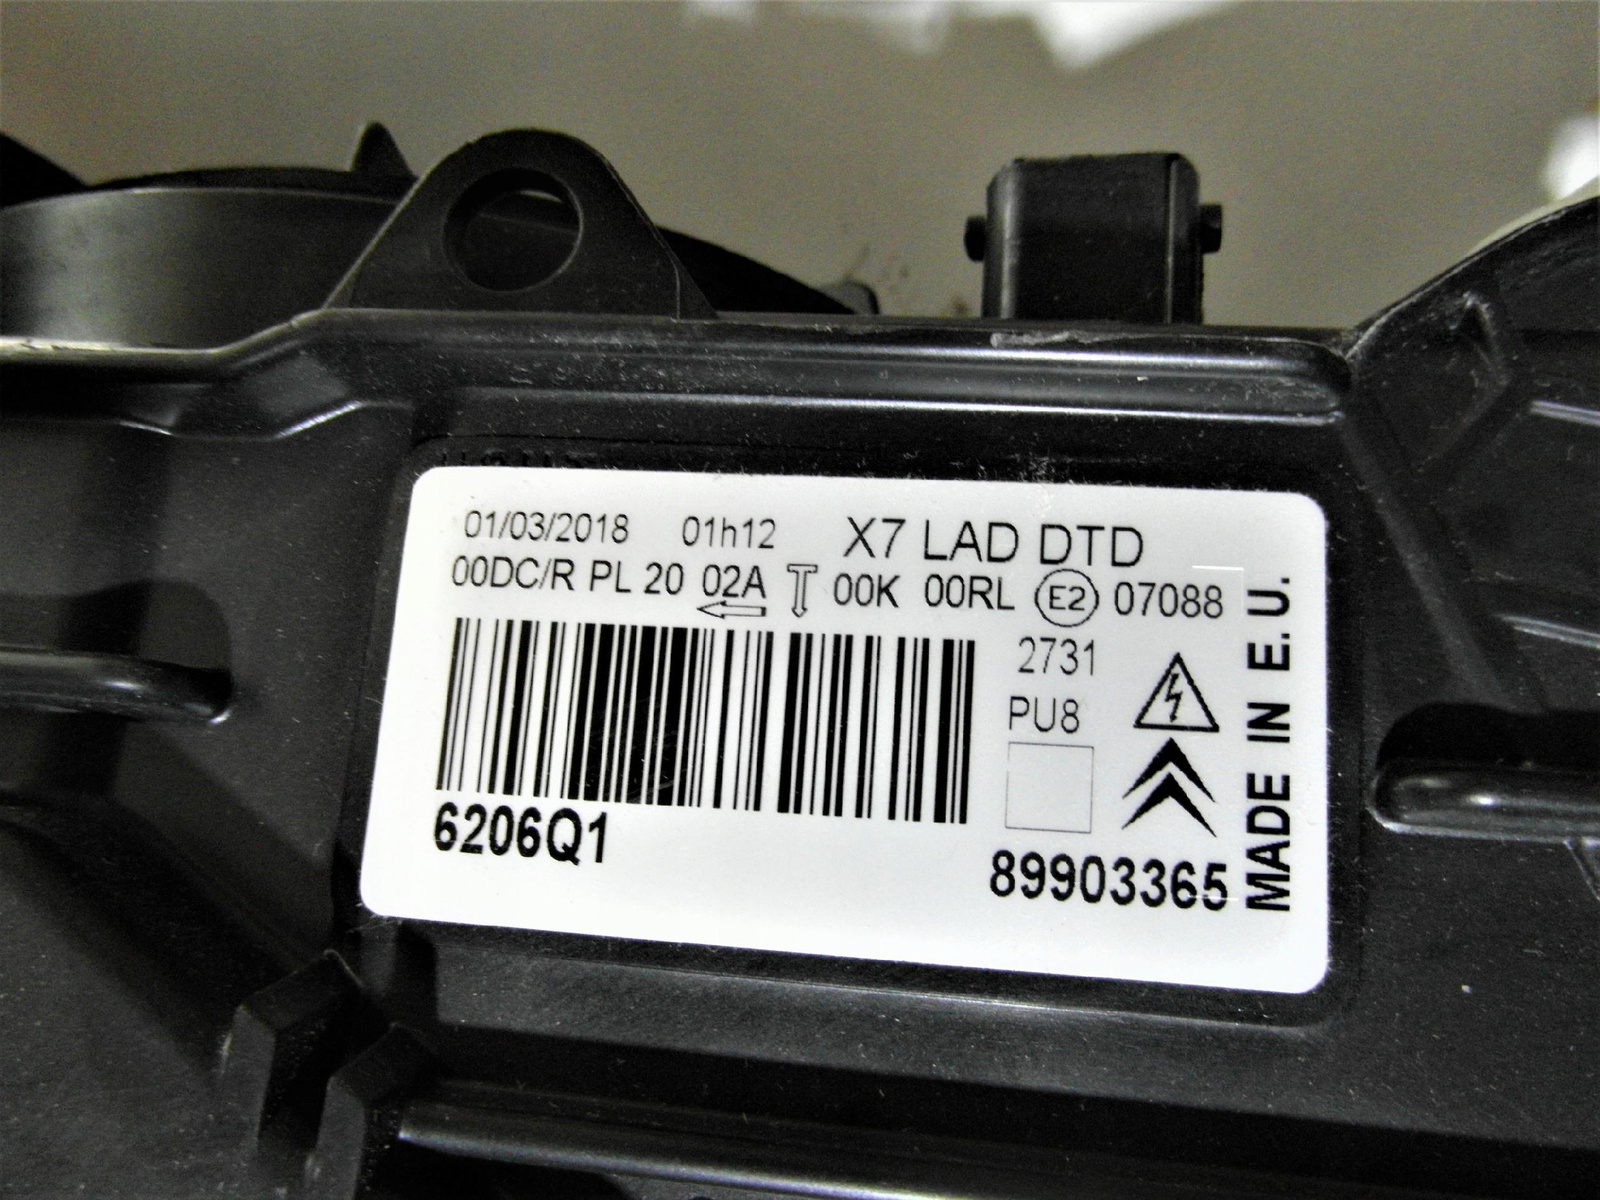 01/03/2018 01h12 X7 LAD DTD
00DC/R PL 20 02A 00K 00RL E2 07088
2731
PU8
6206Q1
89903365
MADE IN E.U.